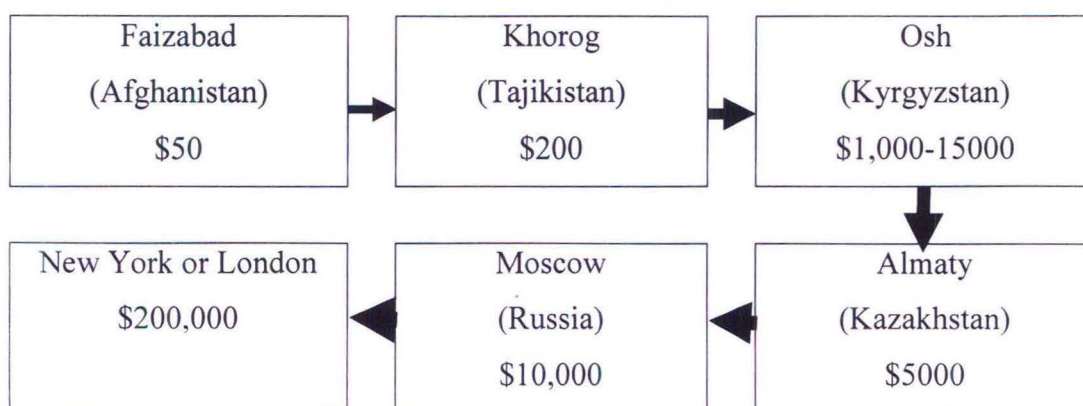 Faizabad
(Afghanistan)
$50
Khorog
(Tajikistan)
$200
Osh
(Kyrgyzstan)
$1,000-15000
Almaty
(Kazakhstan)
$5000
Moscow
(Russia)
$10,000
New York or London
$200,000